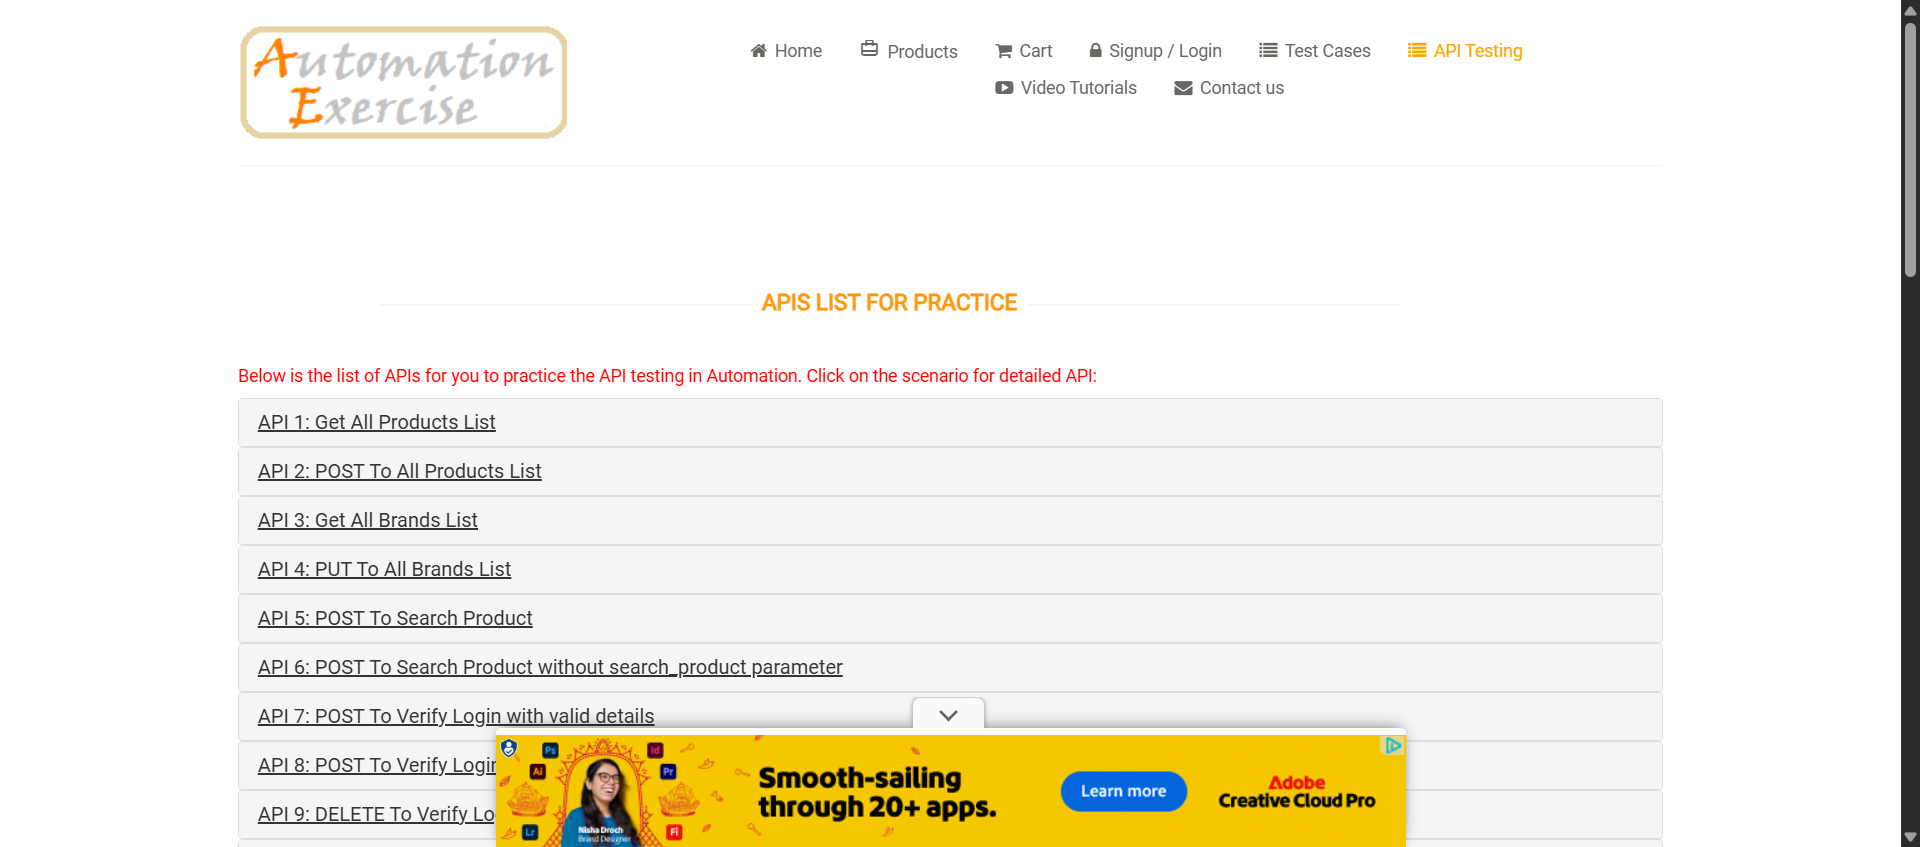 Automation
Exercise
Home
Products
Cart
Signup / Login
Test Cases
API Testing
Video Tutorials
Contact us
APIS LIST FOR PRACTICE
Below is the list of APIs for you to practice the API testing in Automation. Click on the scenario for detailed API:
API 1: Get All Products List
API 2: POST To All Products List
API 3: Get All Brands List
API 4: PUT To All Brands List
API 5: POST To Search Product
API 6: POST To Search Product without search_product parameter
API 7: POST To Verify Login with valid details
API 8: POST To Verify Login
API 9: DELETE To Verify Lo
Ps
Id
Ai
Pr
Lr
Fi
Nisha Droch
Brand Designer
Smooth-sailing
through 20+ apps.
Learn more
Adobe
Creative Cloud Pro